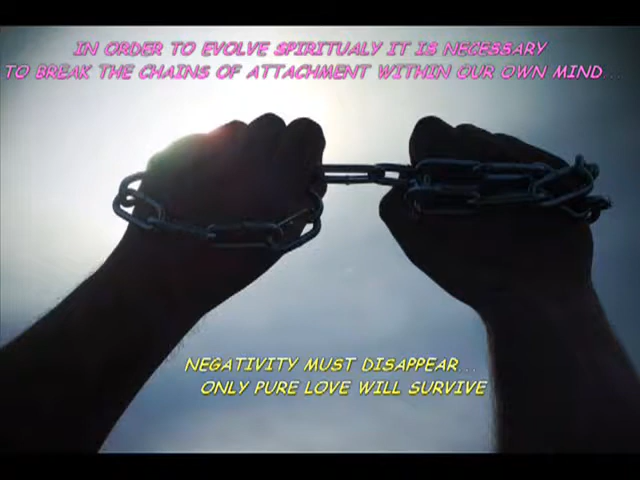 IN ORDER TO EVOLVE SPIRITUALY IT IS NECESSARY
TO BREAK THE CHAINS OF ATTACHMENT WITHIN OUR OWN MIND...
NEGATIVITY MUST DISAPPEAR...
ONLY PURE LOVE WILL SURVIVE